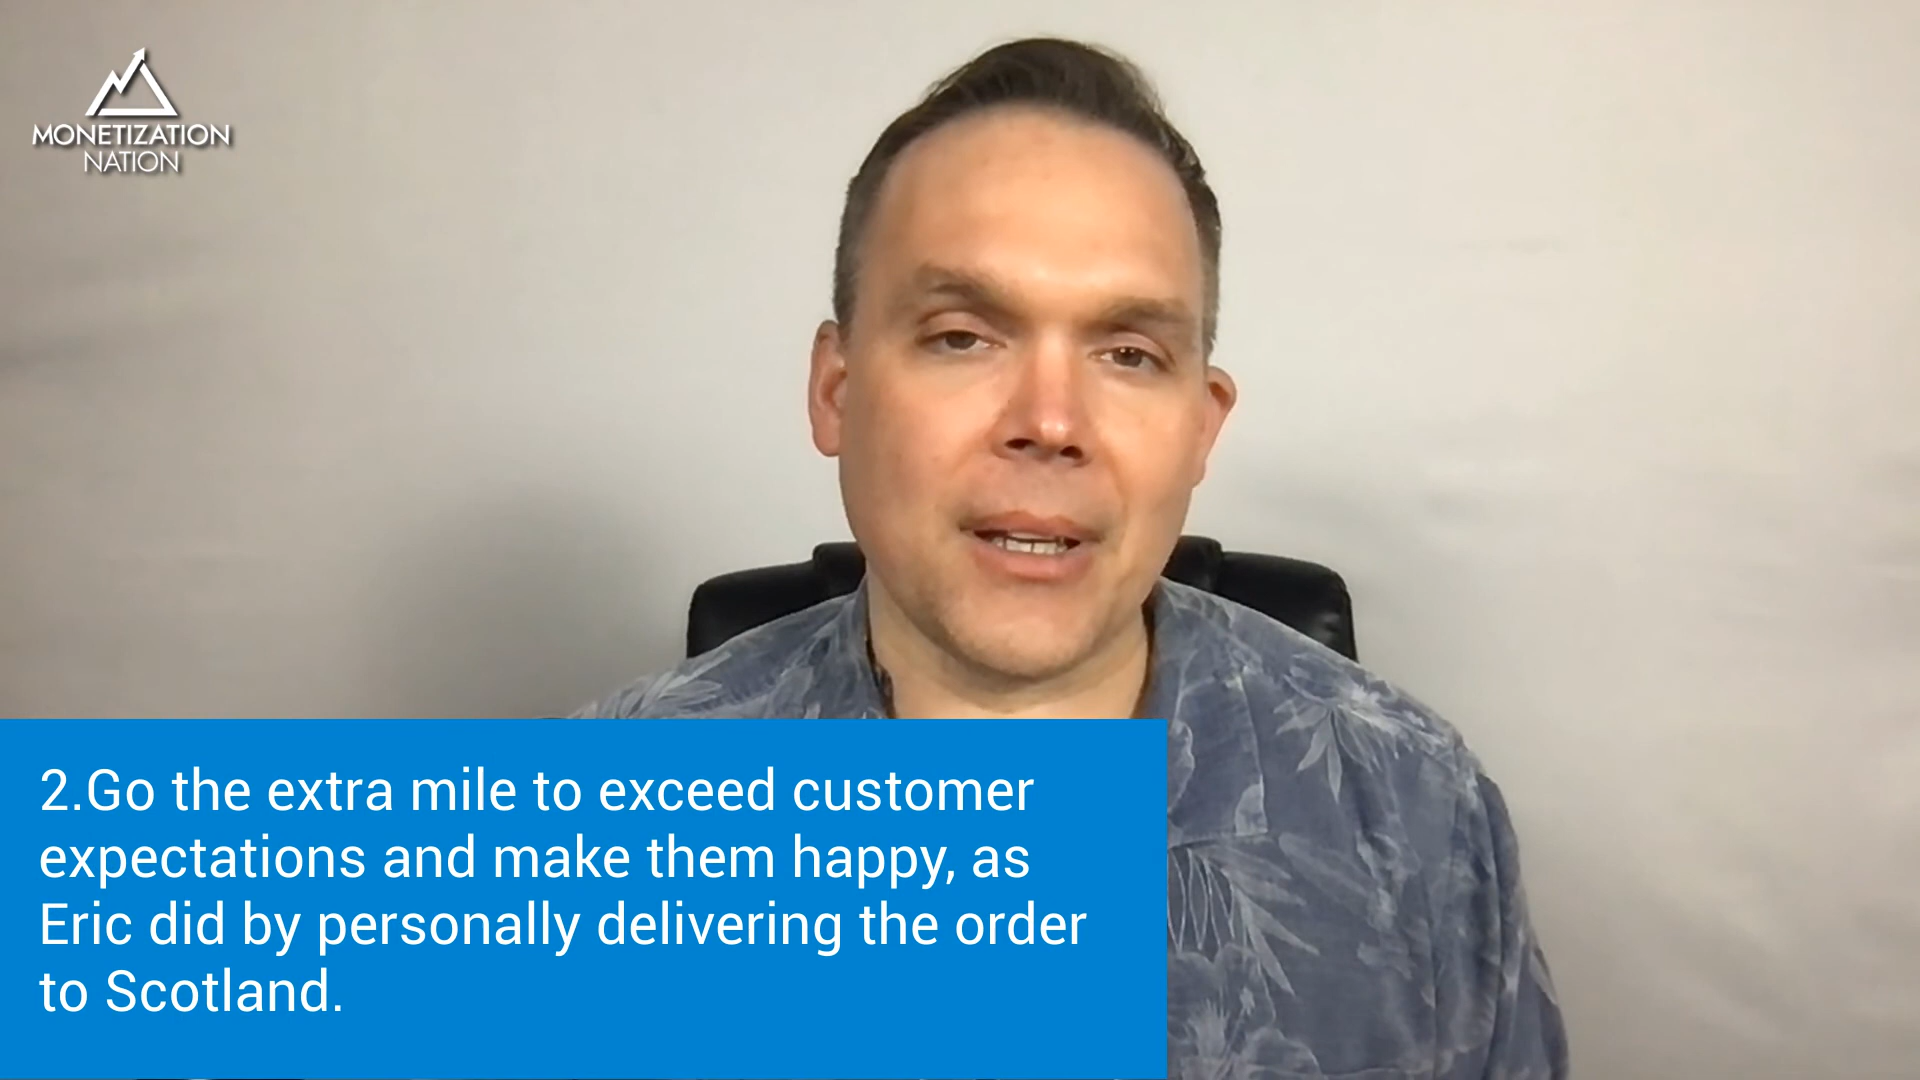 MONETIZATION
NATION
2.Go the extra mile to exceed customer
expectations and make them happy, as
Eric did by personally delivering the order
to Scotland.